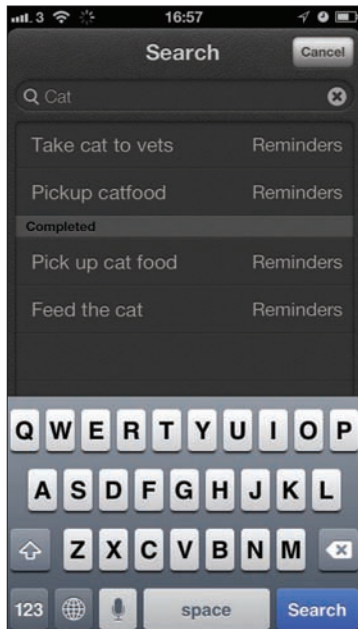 3 16:57
Search Cancel
Cat
Take cat to vets Reminders
Pickup catfood Reminders
Completed
Pick up cat food Reminders
Feed the cat Reminders
Q W E R T Y U I O P
A S D F G H J K L
Z X C V B N M
123 space Search